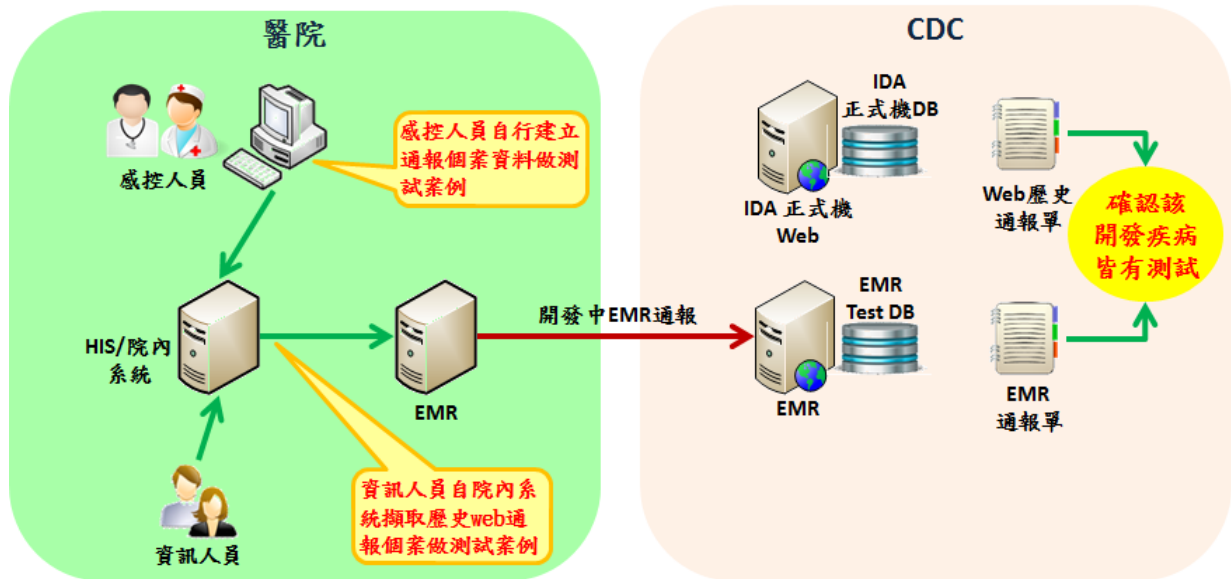 醫院
感控人員
感控人員自行建立
通報個案資料做測
試案例
HIS/院內
系統
EMR
資訊人員
資訊人員自院內系
統擷取歷史web通
報個案做測試案例
開發中EMR通報
CDC
IDA
正式機DB
IDA 正式機
Web
Web歷史
通報單
確認該
開發疾病
皆有測試
EMR
Test DB
EMR
EMR
通報單